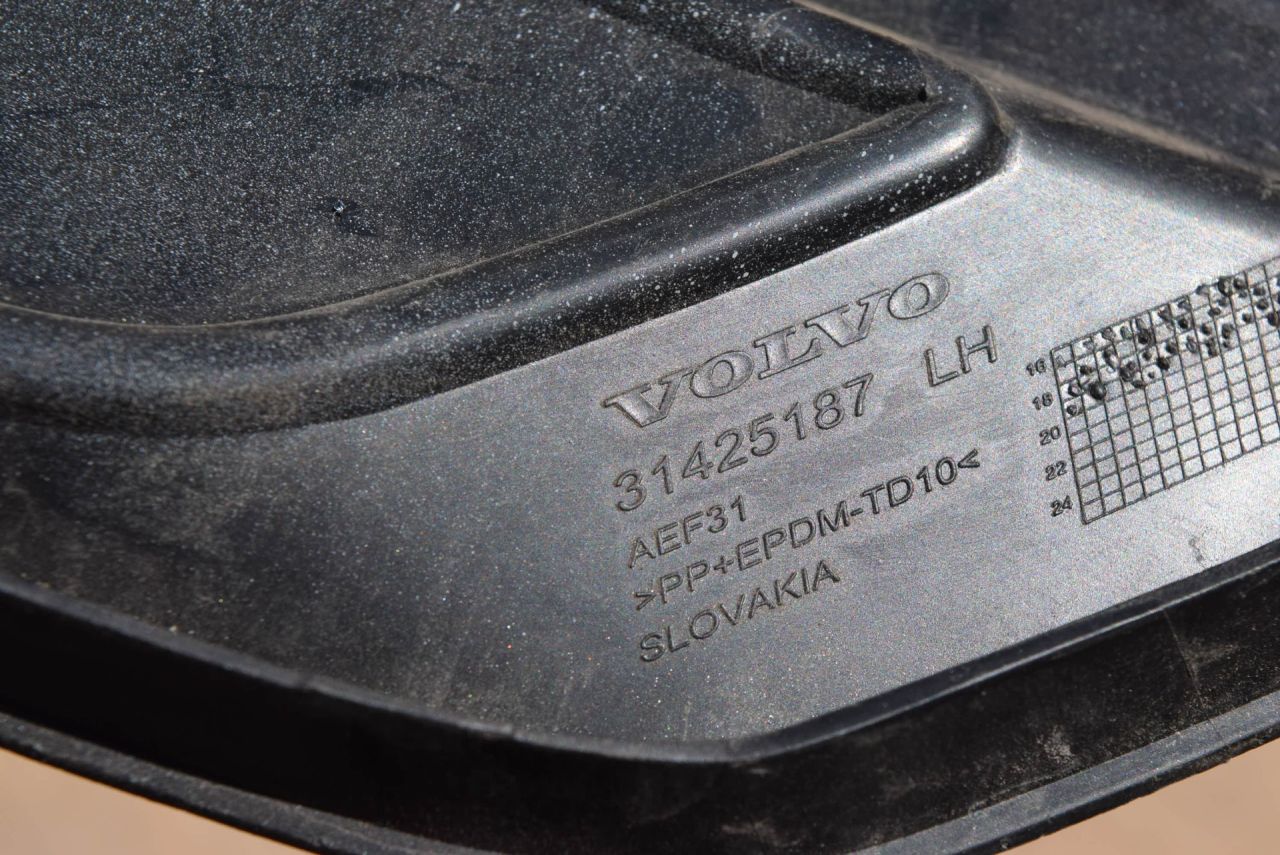 VOLVO
31425187 LH
AEF31
>PP+EPDM-TD10<
SLOVAKIA
16
18
20
22
24